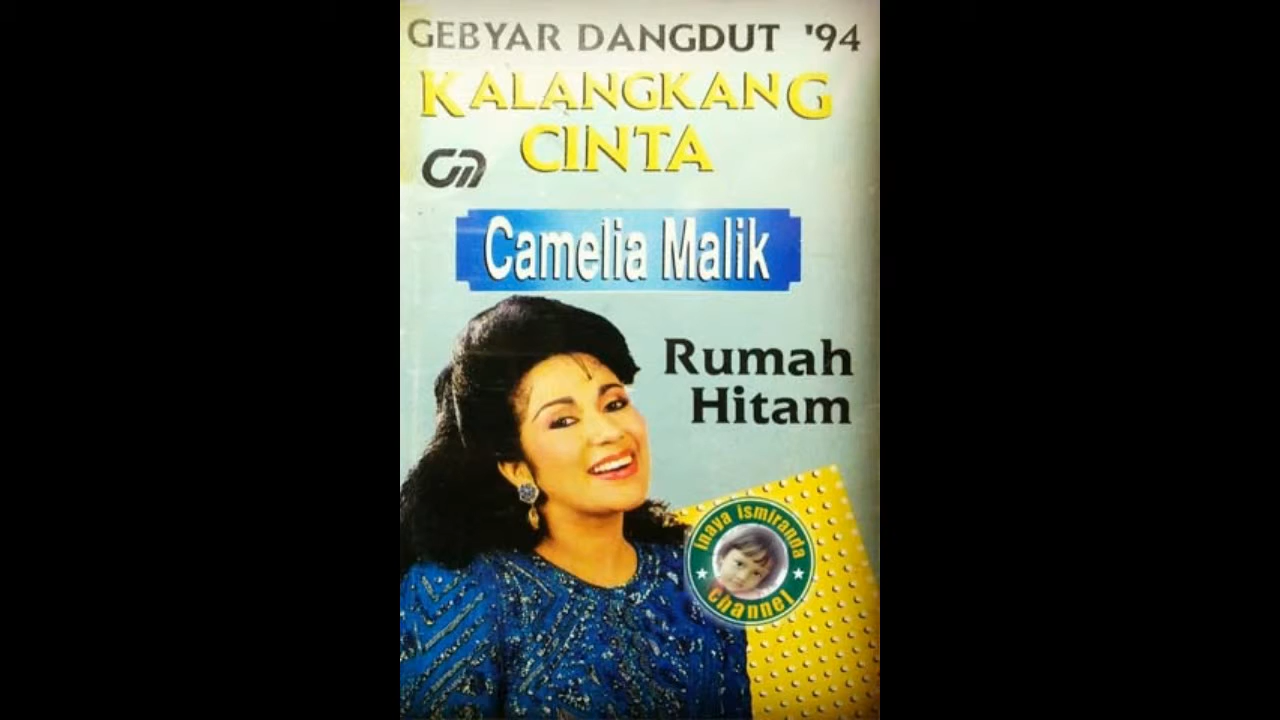 GEBYAR DANGDUT '94
KALANGKANG
CINTA
Camelia Malik
Rumah
Hitam
inaya ismiranda
channel